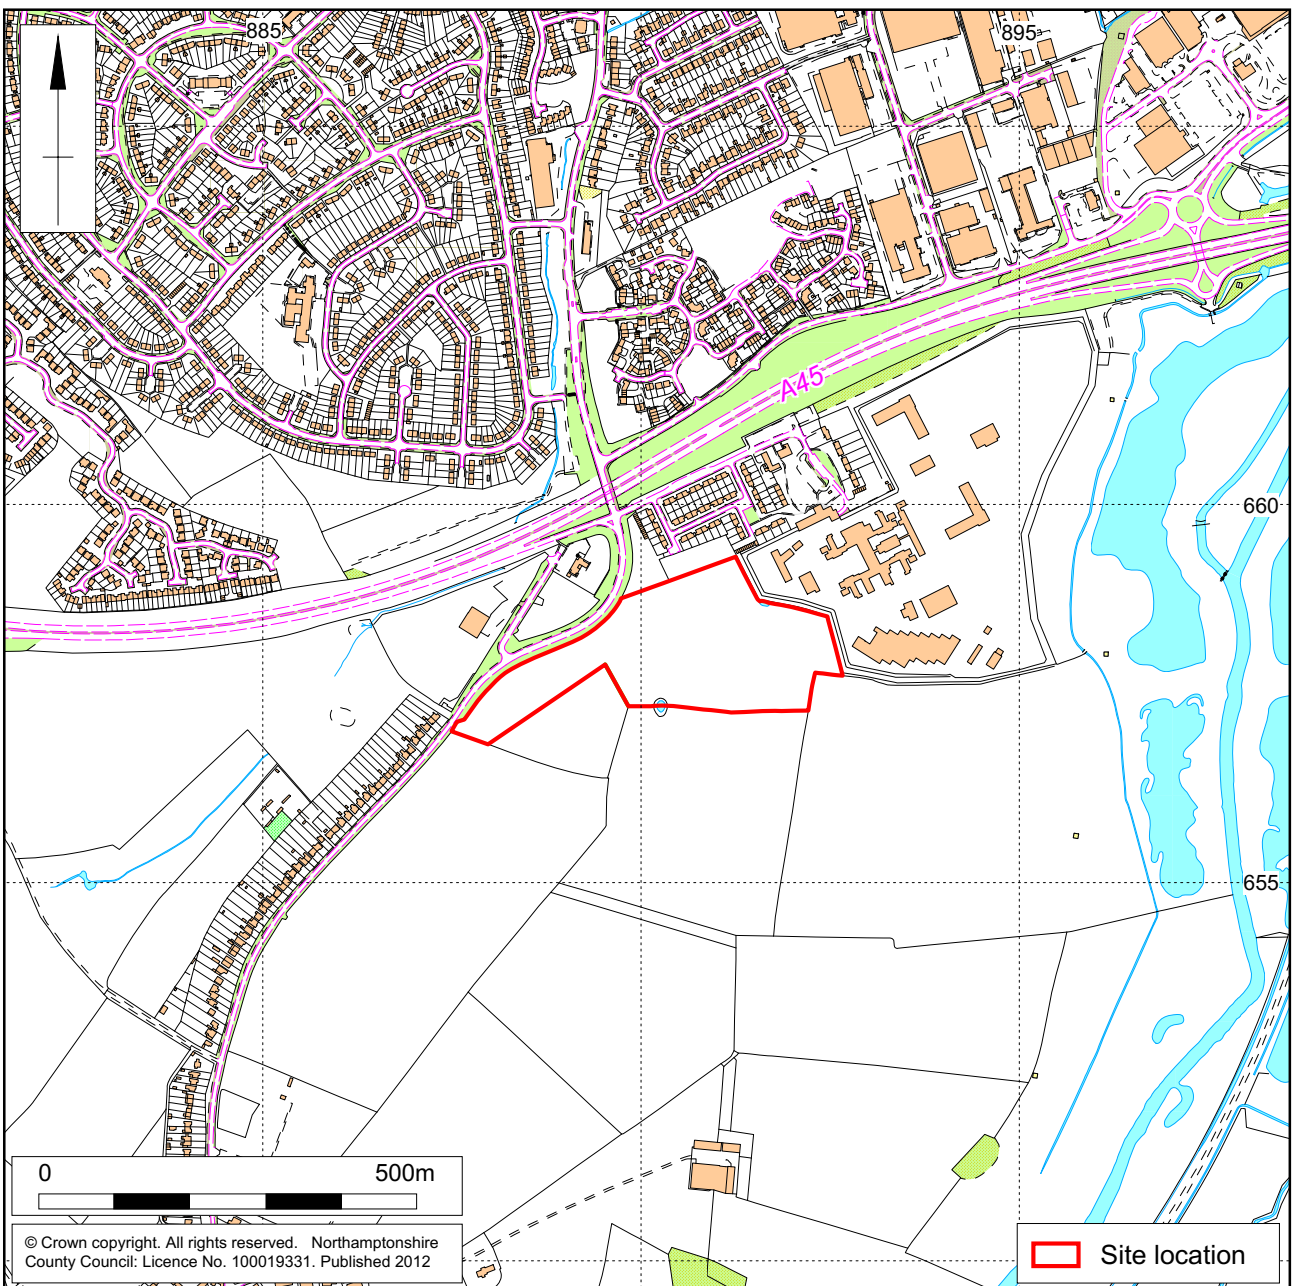 885
895
A45
660
655
0 500m
© Crown copyright. All rights reserved. Northamptonshire
County Council: Licence No. 100019331. Published 2012
Site location